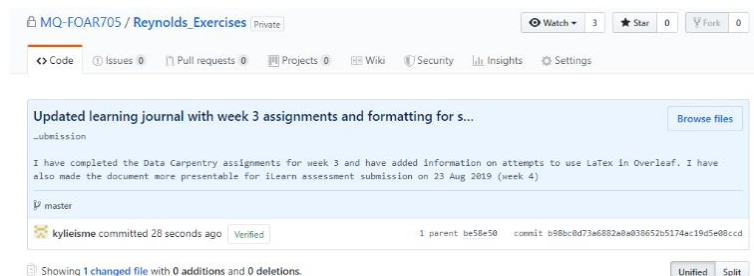 MQ-FOAR705 / Reynolds_Exercises Private Watch 3 Star 0 Fork 0
Code Issues 0 Pull requests 0 Projects 0 Wiki Security Insights Settings
Updated learning journal with week 3 assignments and formatting for s... Browse files
…ubmission
I have completed the Data Carpentry assignments for week 3 and have added information on attempts to use LaTex in Overleaf. I have
also made the document more presentable for iLearn assessment submission on 23 Aug 2019 (week 4)
master
kylieisme committed 28 seconds ago Verified 1 parent be58e50 commit b98bc0d73a6882a0a038652b5174ac19d5e08ccd
Showing 1 changed file with 0 additions and 0 deletions. Unified Split